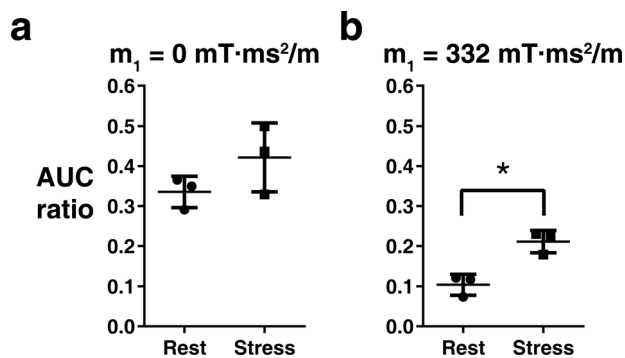 a
m1 = 0 mT·ms²/m
AUC
ratio
0.6
0.5
0.4
0.3
0.2
0.1
0.0
Rest Stress
b
m1 = 332 mT·ms²/m
0.6
0.5
0.4
0.3
0.2
0.1
0.0
*
Rest Stress